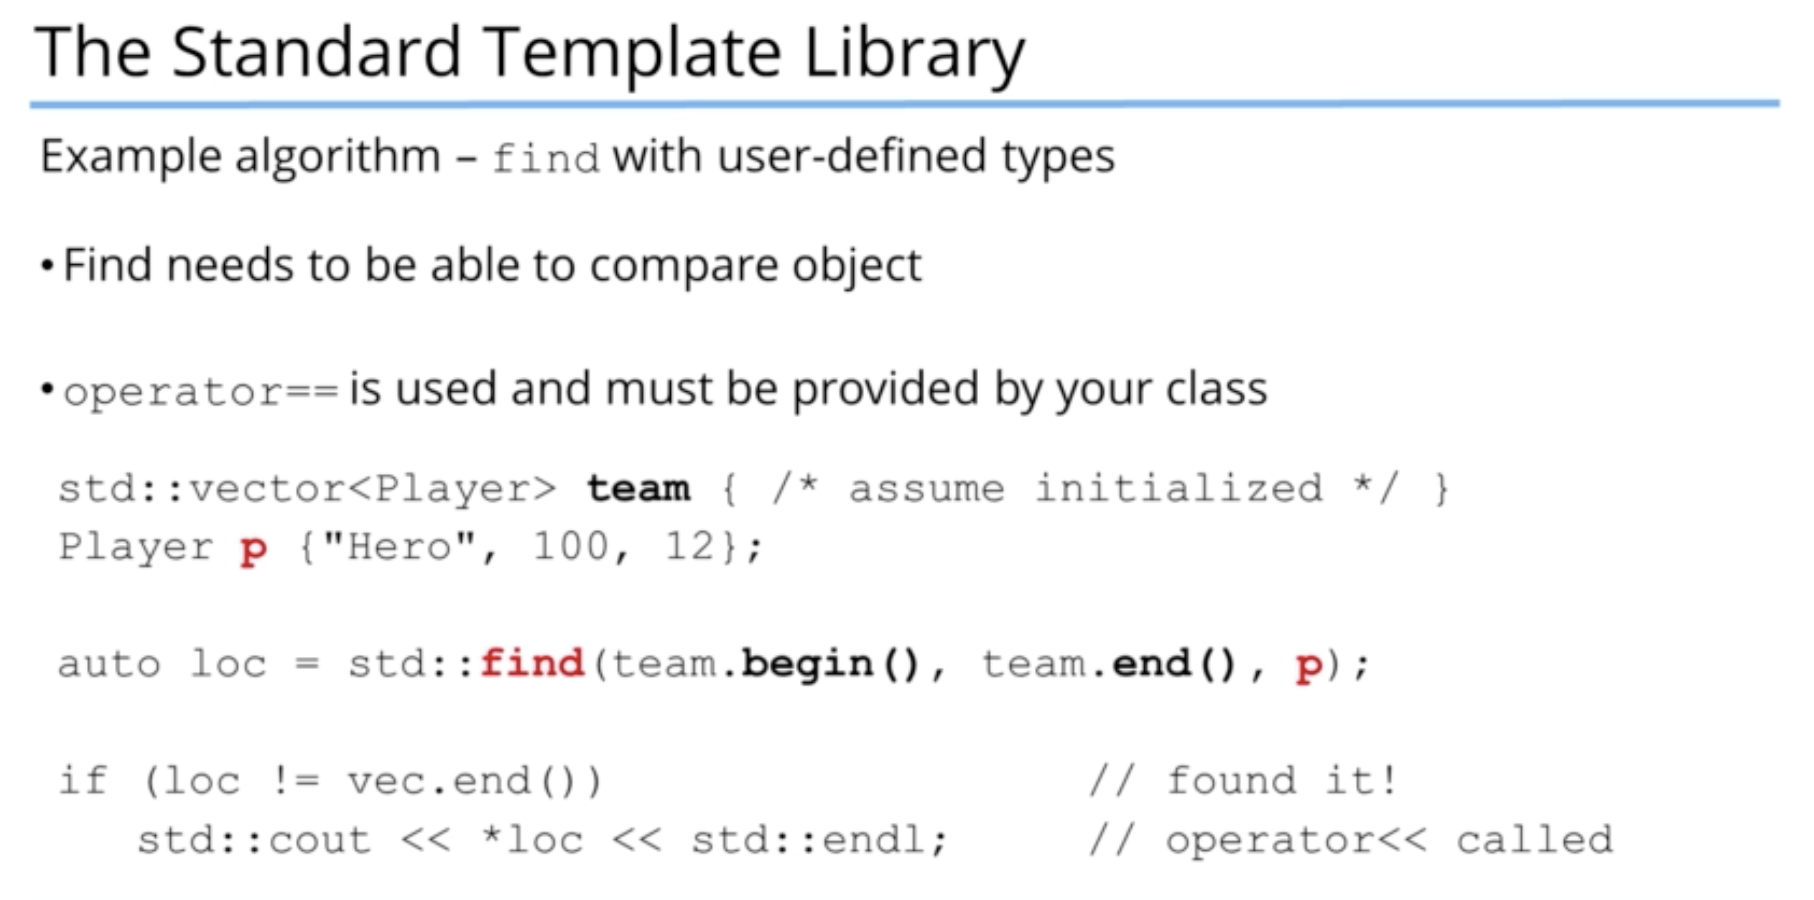 The Standard Template Library
Example algorithm – find with user-defined types
•Find needs to be able to compare object
•operator== is used and must be provided by your class
std::vector<Player> team { /* assume initialized */ }
Player p {"Hero", 100, 12};
auto loc = std::find(team.begin(), team.end(), p);
if (loc != vec.end()) // found it!
std::cout << *loc << std::endl; // operator<< called